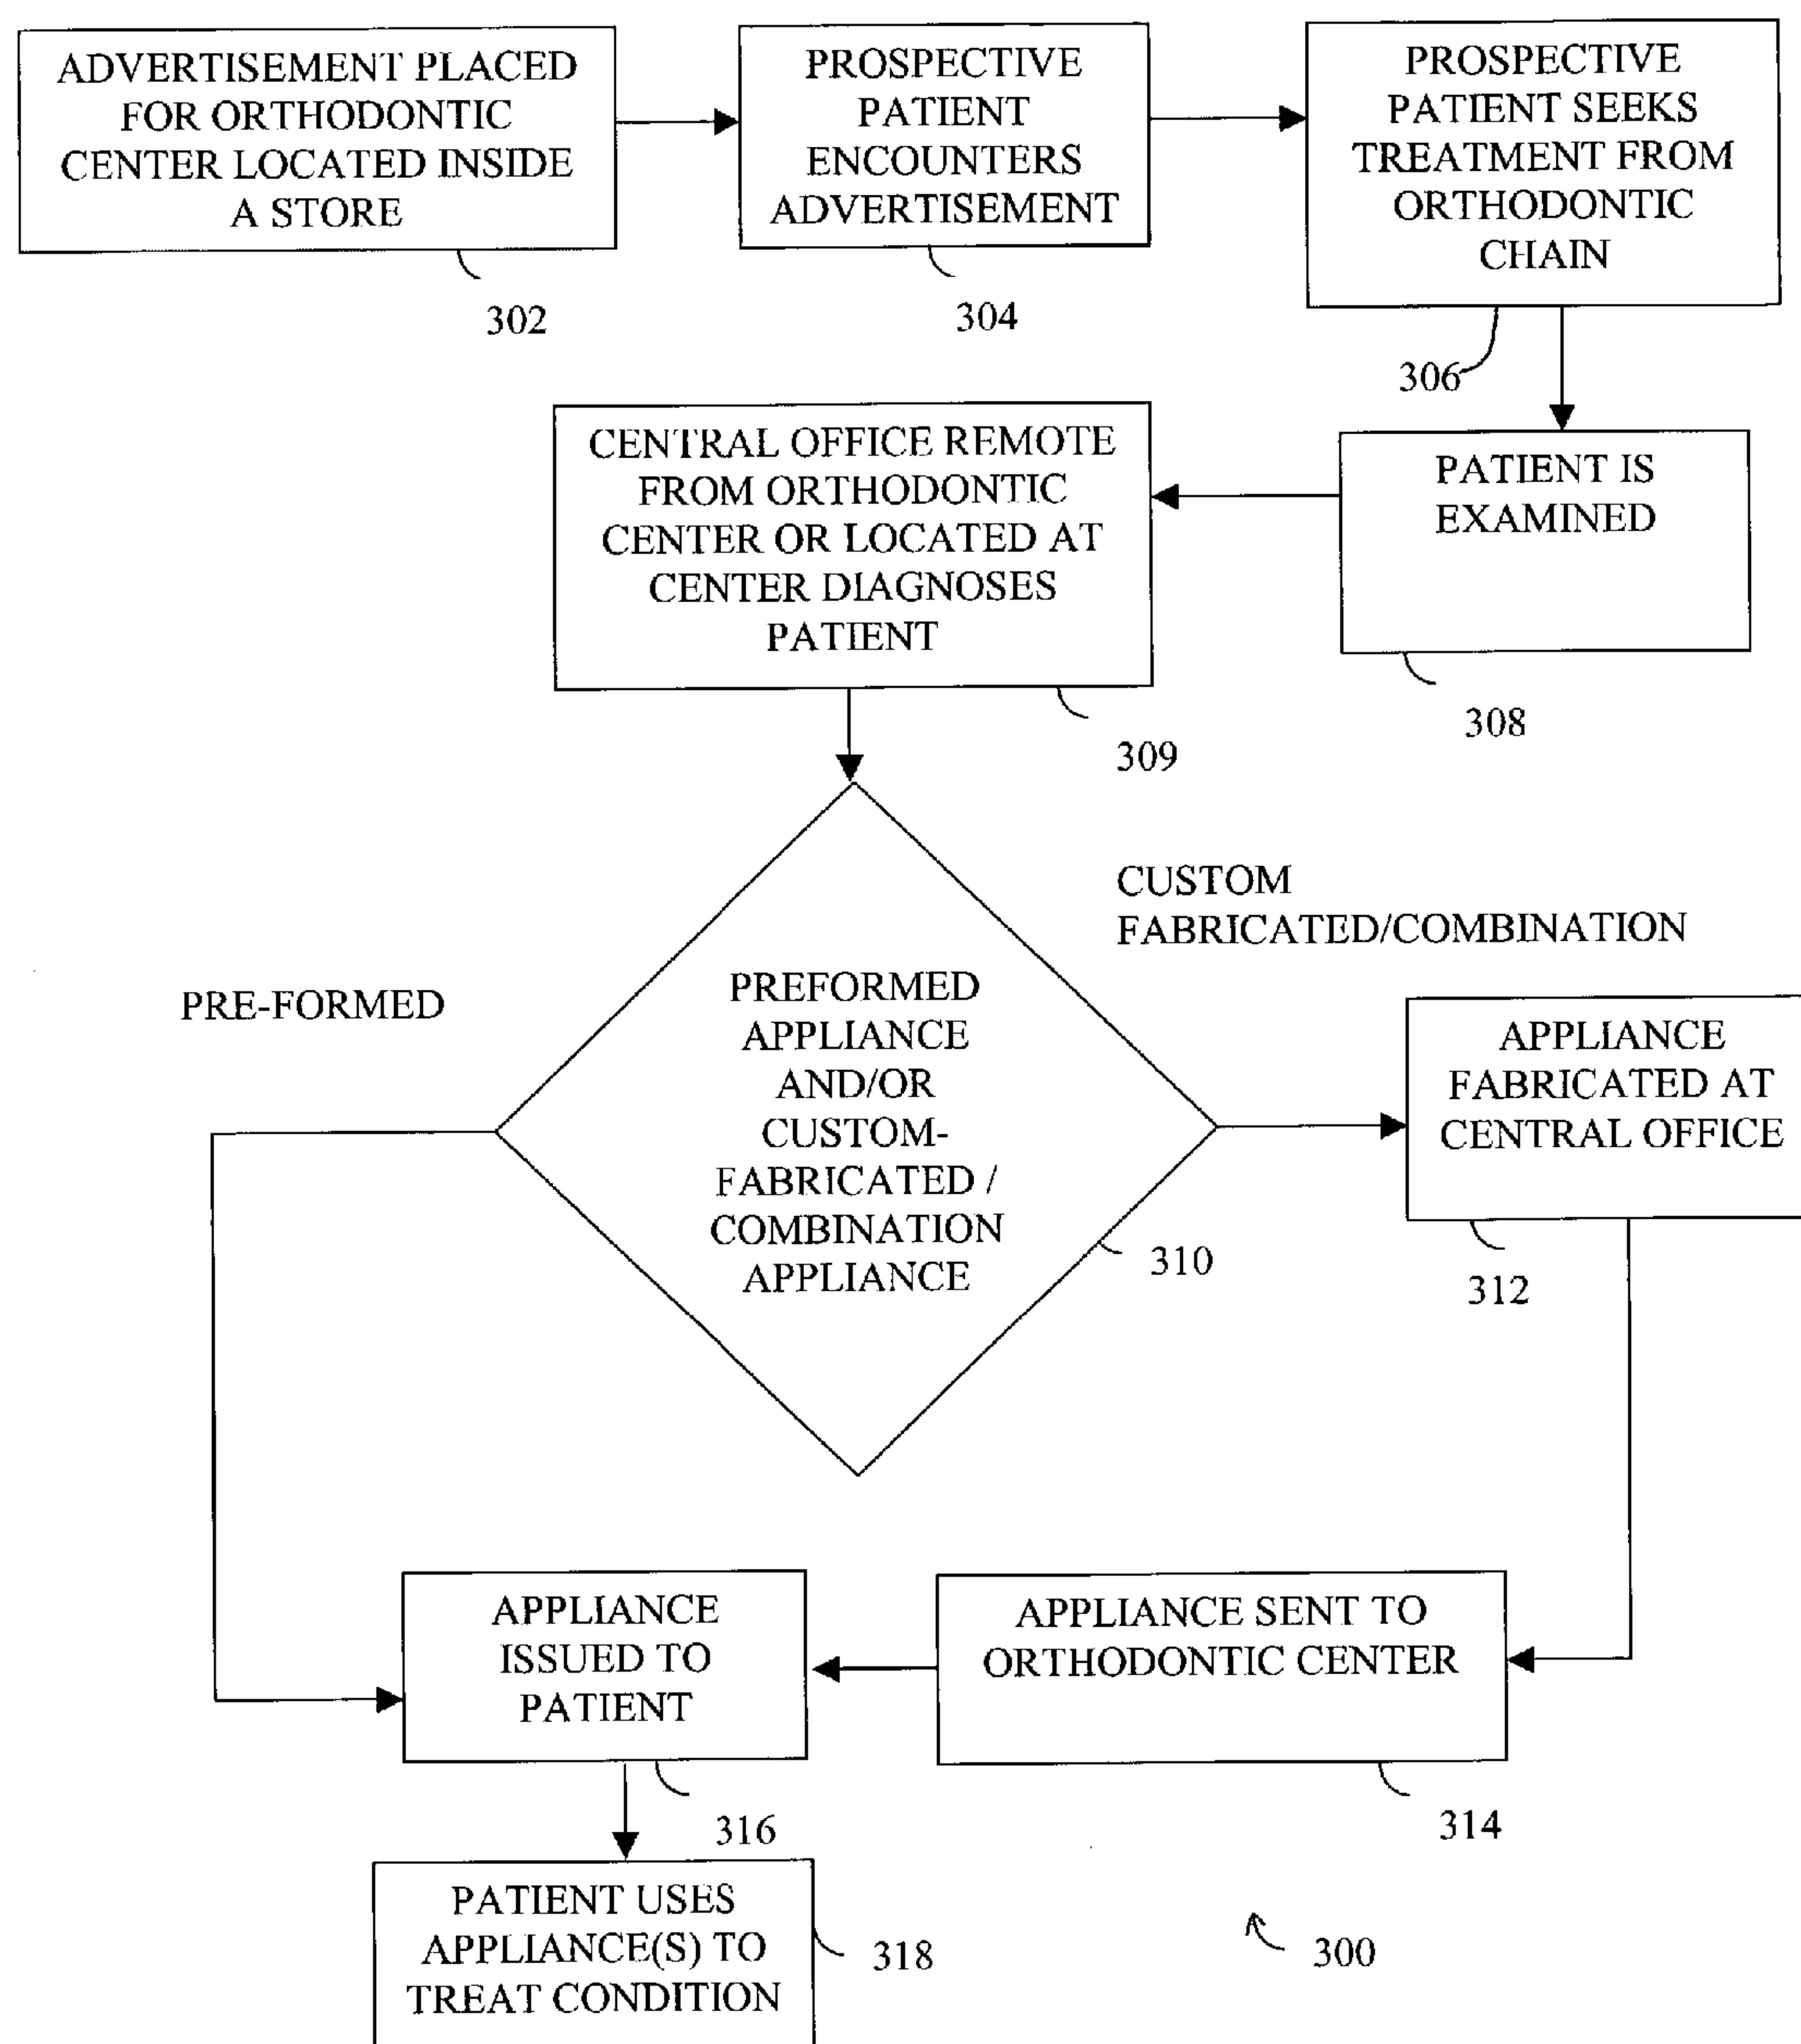 ADVERTISEMENT PLACED
FOR ORTHODONTIC
CENTER LOCATED INSIDE
A STORE
302
PROSPECTIVE
PATIENT
ENCOUNTERS
ADVERTISEMENT
304
PROSPECTIVE
PATIENT SEEKS
TREATMENT FROM
ORTHODONTIC
CHAIN
306
PATIENT IS
EXAMINED
308
CENTRAL OFFICE REMOTE
FROM ORTHODONTIC
CENTER OR LOCATED AT
CENTER DIAGNOSES
PATIENT
309
PREFORMED
APPLIANCE
AND/OR
CUSTOM-
FABRICATED /
COMBINATION
APPLIANCE
310
PRE-FORMED
CUSTOM
FABRICATED/COMBINATION
APPLIANCE
FABRICATED AT
CENTRAL OFFICE
312
APPLIANCE SENT TO
ORTHODONTIC CENTER
314
APPLIANCE
ISSUED TO
PATIENT
316
PATIENT USES
APPLIANCE(S) TO
TREAT CONDITION
318
300